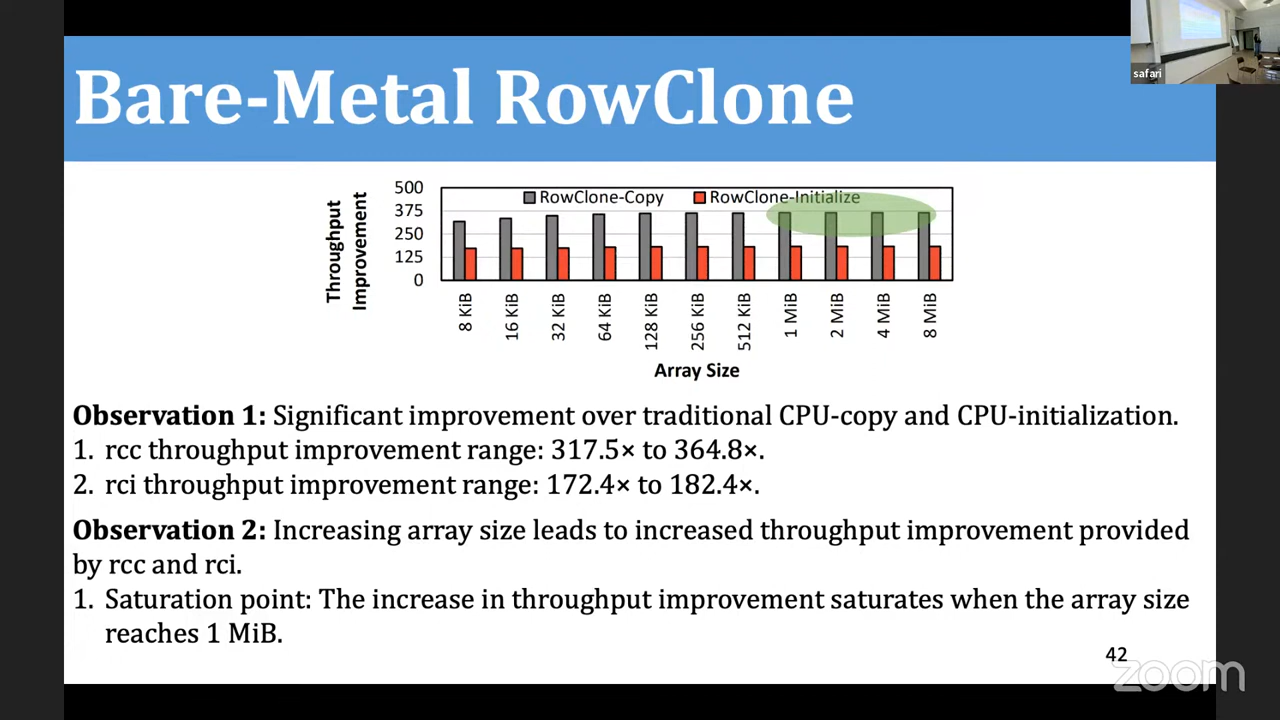 safari
Bare-Metal RowClone
Throughput
Improvement
500
375
250
125
0
RowClone-Copy
RowClone-Initialize
8 KiB
16 KiB
32 KiB
64 KiB
128 KiB
256 KiB
512 KiB
1 MiB
2 MiB
4 MiB
8 MiB
Array Size
Observation 1: Significant improvement over traditional CPU-copy and CPU-initialization.
1. rcc throughput improvement range: 317.5× to 364.8×.
2. rci throughput improvement range: 172.4× to 182.4×.
Observation 2: Increasing array size leads to increased throughput improvement provided
by rcc and rci.
1. Saturation point: The increase in throughput improvement saturates when the array size
reaches 1 MiB.
42
zoom